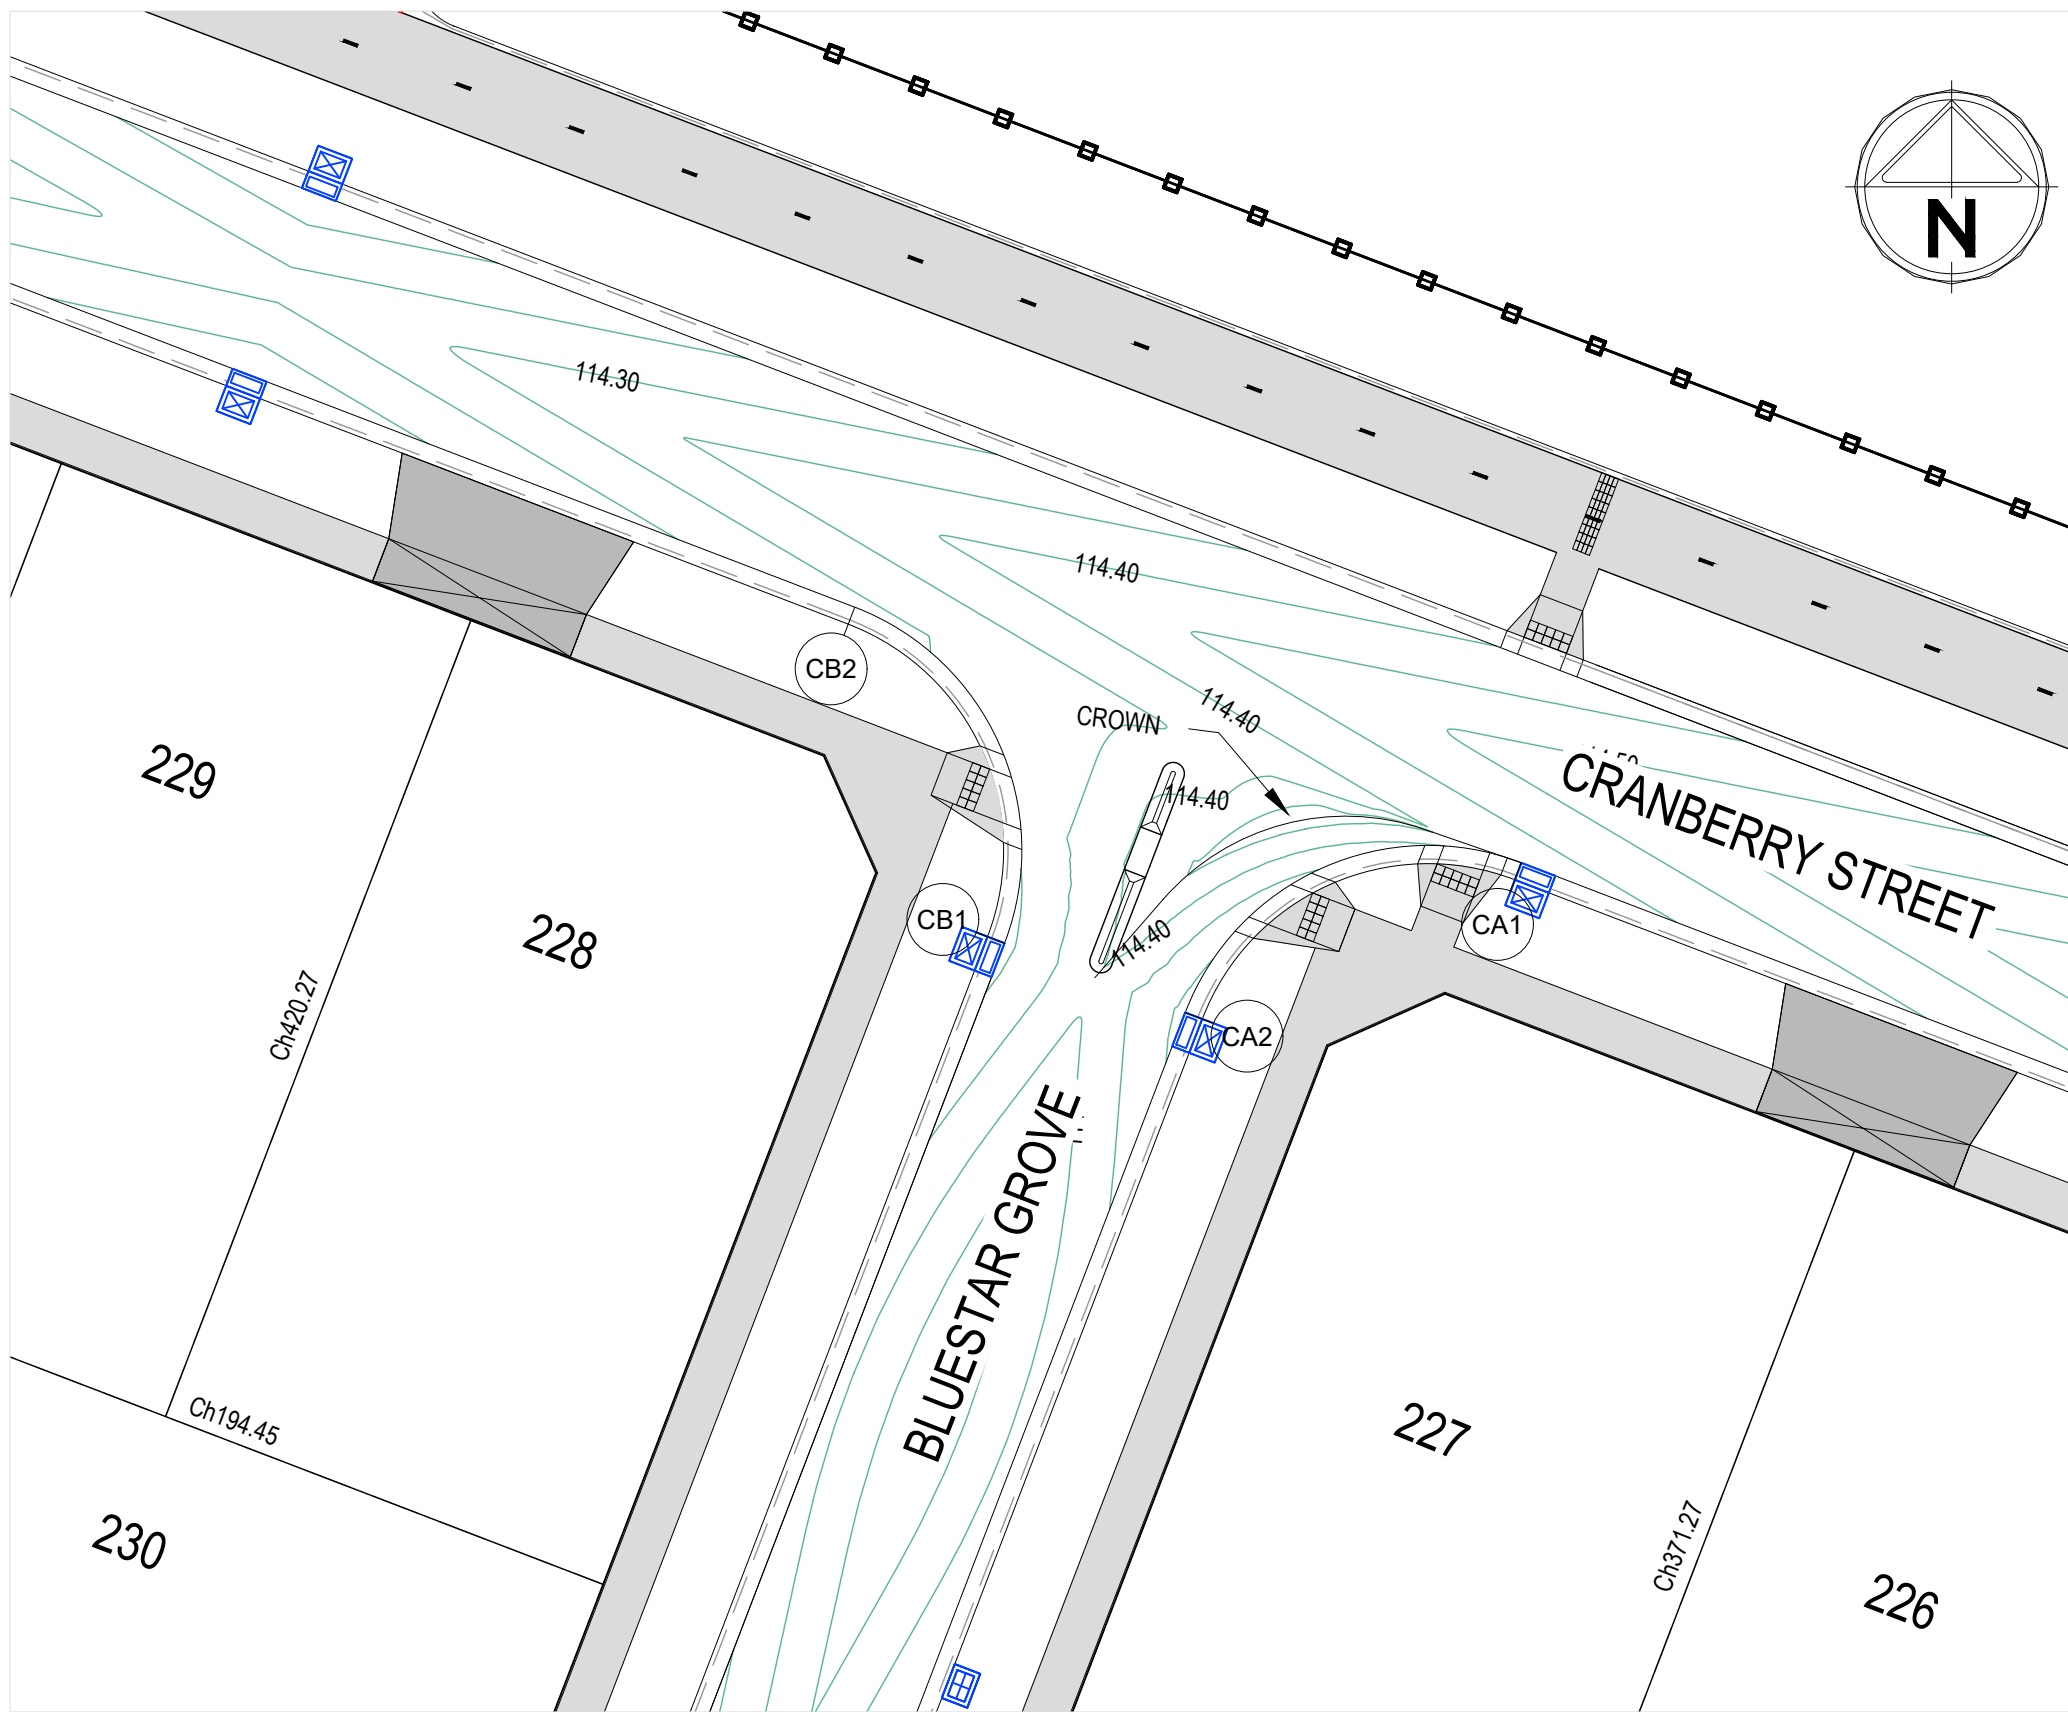 N
114.30
114.40
CB2
114.40
CROWN
229
114.40
CRANBERRY STREET
CB1
CA1
228
114.40
Ch420.27
CA2
BLUESTAR GROVE
Ch194.45
227
230
Ch371.27
226